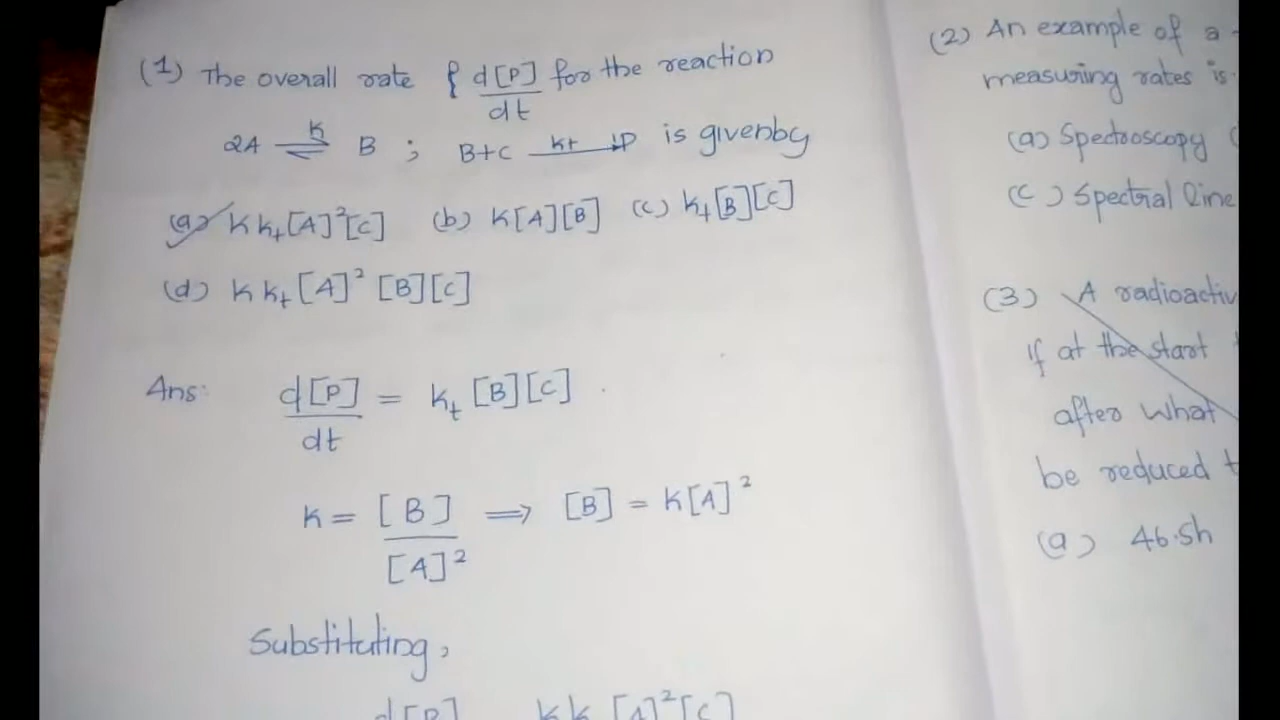 (1) The overall rate { d[P]/dt for the reaction
2A ⇌ B ; B+C → P is given by
K
k₊
(a) K k₊[A]²[C] (b) K[A][B] (c) k₊[B][C]
(d) K k₊ [A]² [B][C]
Ans: d[P]/dt = k₊ [B][C].
K = [B]/[A]² ⟹ [B] = K[A]²
Substituting,
d[P] K k [A]²[C]
(2) An example of a
measuring rates is
(a) Spectroscopy (
(c) Spectral line
(3) A radioactiv
If at the start
after what
be reduced t
(a) 46.5h